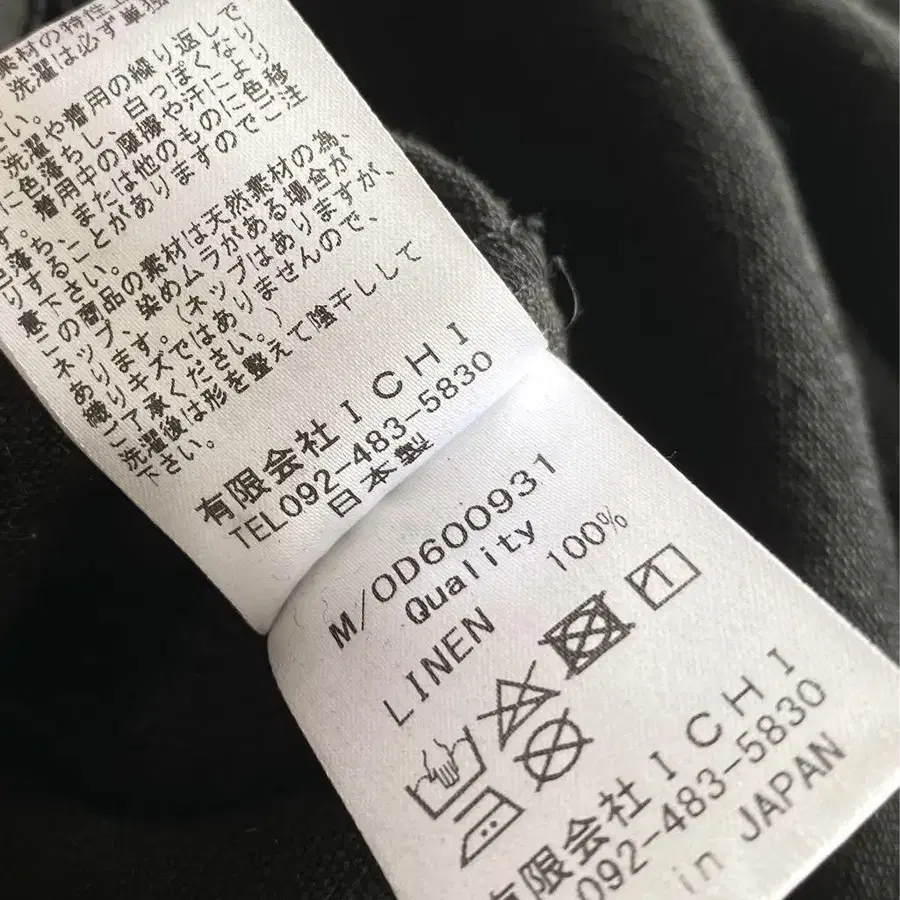 素材の特性上
。洗濯は必ず単独
さい。
洗濯や着用の繰り返しで
に色落ちし、白っぽくなり
す。着用中の摩擦や汗により
色落ち、または他のものに色移
りすることがありますのでご注
意下さい。
この商品の素材は天然素材の為、
ネップ、染めムラがある場合が
あります。(ネップはありますが、
織りキズではありませんので、
ご了承ください。)
洗濯後は形を整えて陰干しして
下さい。
有限会社ICHI
TEL092-483-5830
日本製
M/OD600931
Quality
LINEN 100%
有限会社ICHI
092-483-5830
in JAPAN